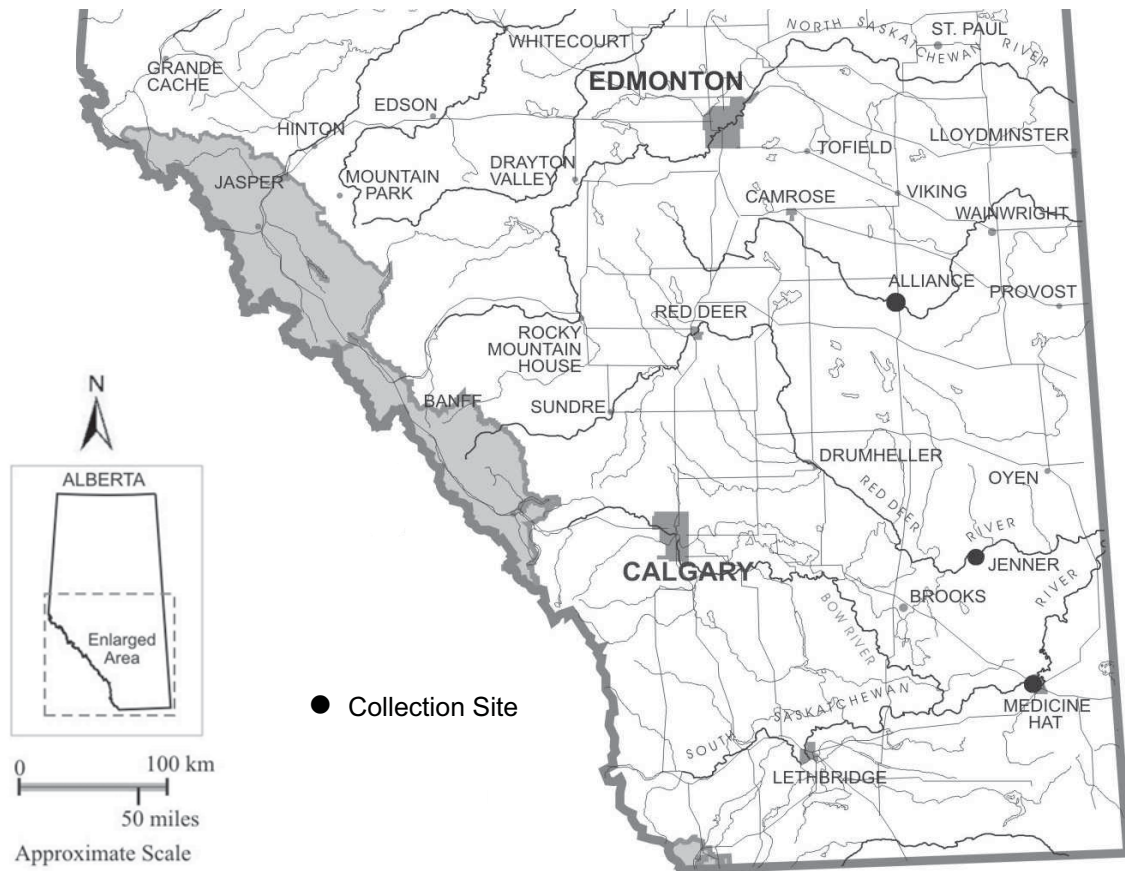 NORTH SASKATCHEWAN RIVER
ST. PAUL
WHITECOURT
GRANDE
CACHE
EDMONTON
EDSON
HINTON
LLOYDMINSTER
TOFIELD
DRAYTON
VALLEY
JASPER
MOUNTAIN
PARK
CAMROSE
VIKING
WAINWRIGHT
ALLIANCE
PROVOST
RED DEER
ROCKY
MOUNTAIN
HOUSE
BANFF
SUNDRE
DRUMHELLER
OYEN
RED DEER RIVER
JENNER
CALGARY
BROOKS
BOW RIVER
RIVER
SOUTH SASKATCHEWAN
MEDICINE
HAT
LETHBRIDGE
N
ALBERTA
Enlarged
Area
Collection Site
0 100 km
50 miles
Approximate Scale